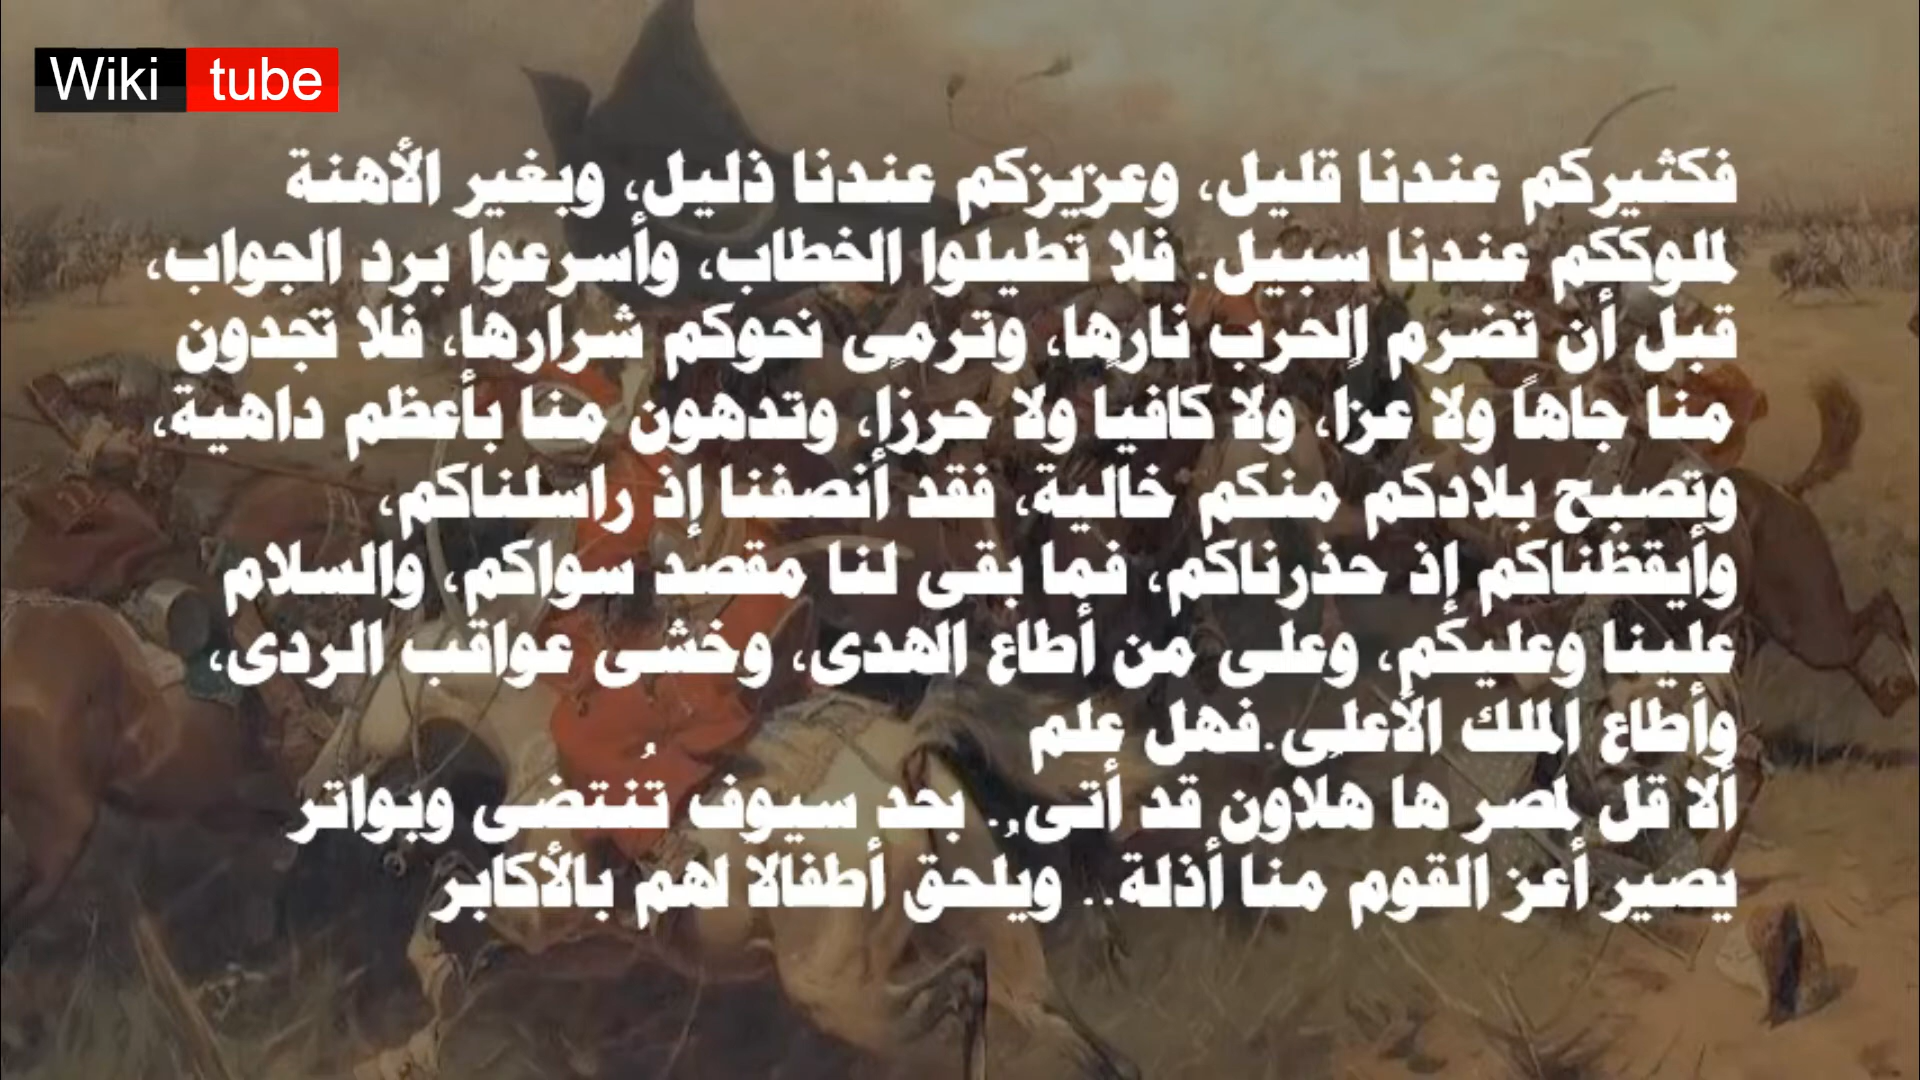 Wiki tube
فكثيركم عندنا قليل، وعزيزكم عندنا ذليل، وبغير الأهنة
لملوككم عندنا سبيل. فلا تطيلوا الخطاب، وأسرعوا برد الجواب،
قبل أن تضرم الحرب نارها، وترمى نحوكم شرارها، فلا تجدون
منا جاهاً ولا عزا، ولا كافيا ولا حرزا، وتدهون منا بأعظم داهية،
وتصبح بلادكم منكم خالية، فقد أنصفنا إذ راسلناكم،
وأيقظناكم إذ حذرناكم، فما بقى لنا مقصد سواكم، والسلام
علينا وعليكم، وعلى من أطاع الهدى، وخشى عواقب الردى،
وأطاع الملك الأعلى.فهل علم
ألا قل لمصر ها هلاون قد أتى.. بحد سيوف تُنتضى وبواتر
يصير أعز القوم منا أذلة.. ويلحق أطفالاً لهم بالأكابر